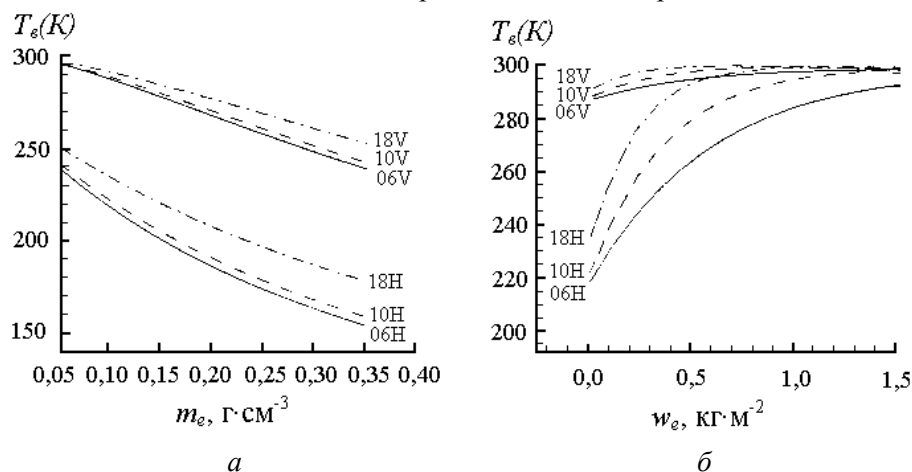 T_в(К)
300
250
200
150
18V
10V
06V
18H
10H
06H
0,05 0,10 0,15 0,20 0,25 0,30 0,35 0,40
m_e, г·см⁻³
а
T_в(К)
300
280
260
240
220
200
18V
10V
06V
18H
10H
06H
0,0 0,5 1,0 1,5
w_e, кг·м⁻²
б